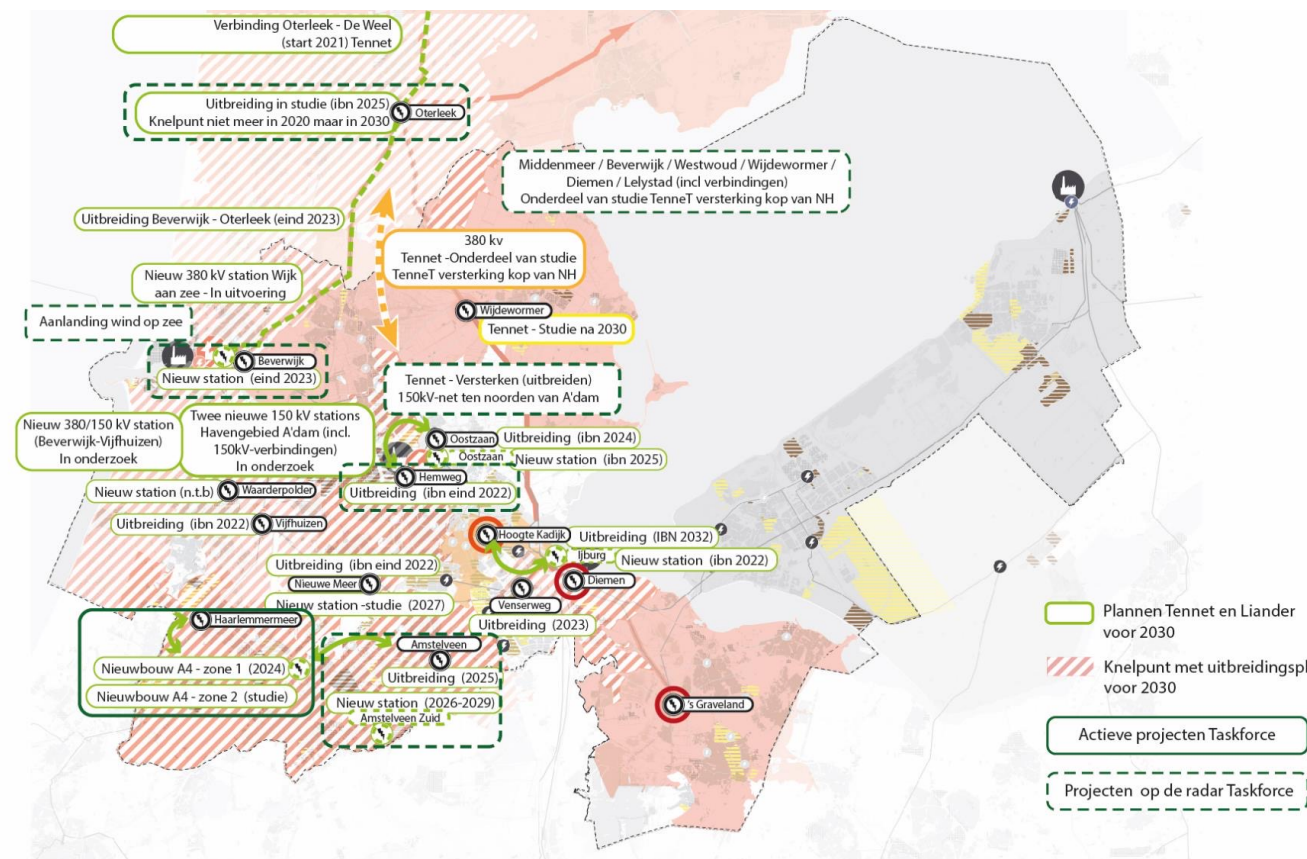 Verbinding Oterleek - De Weel
(start 2021) Tennet
Uitbreiding in studie (ibn 2025)
Knelpunt niet meer in 2020 maar in 2030
Oterleek
Middenmeer / Beverwijk / Westwoud / Wijdewormer /
Diemen / Lelystad (incl verbindingen)
Onderdeel van studie TenneT versterking kop van NH
Uitbreiding Beverwijk - Oterleek (eind 2023)
380 kv
Tennet -Onderdeel van studie
TenneT versterking kop van NH
Nieuw 380 kV station Wijk
aan zee - In uitvoering
Wijdewormer
Tennet - Studie na 2030
Aanlanding wind op zee
Beverwijk
Nieuw station (eind 2023)
Tennet - Versterken (uitbreiden)
150kV-net ten noorden van A'dam
Nieuw 380/150 kV station
(Beverwijk-Vijfhuizen)
In onderzoek
Twee nieuwe 150 kV stations
Havengebied A'dam (incl.
150kV-verbindingen)
In onderzoek
Oostzaan
Uitbreiding (ibn 2024)
Oostzaan
Nieuw station (ibn 2025)
Hemweg
Uitbreiding (ibn eind 2022)
Nieuw station (n.t.b)
Waarderpolder
Uitbreiding (ibn 2022)
Vijfhuizen
Hoogte Kadijk
Uitbreiding (IBN 2032)
Ijburg
Nieuw station (ibn 2022)
Uitbreiding (ibn eind 2022)
Nieuwe Meer
Nieuw station -studie (2027)
Diemen
Venserweg
Uitbreiding (2023)
Haarlemmermeer
Nieuwbouw A4 - zone 1 (2024)
Nieuwbouw A4 - zone 2 (studie)
Amstelveen
Uitbreiding (2025)
Nieuw station (2026-2029)
Amstelveen Zuid
's Graveland
Plannen Tennet en Liander
voor 2030
Knelpunt met uitbreidingspl
voor 2030
Actieve projecten Taskforce
Projecten op de radar Taskforce